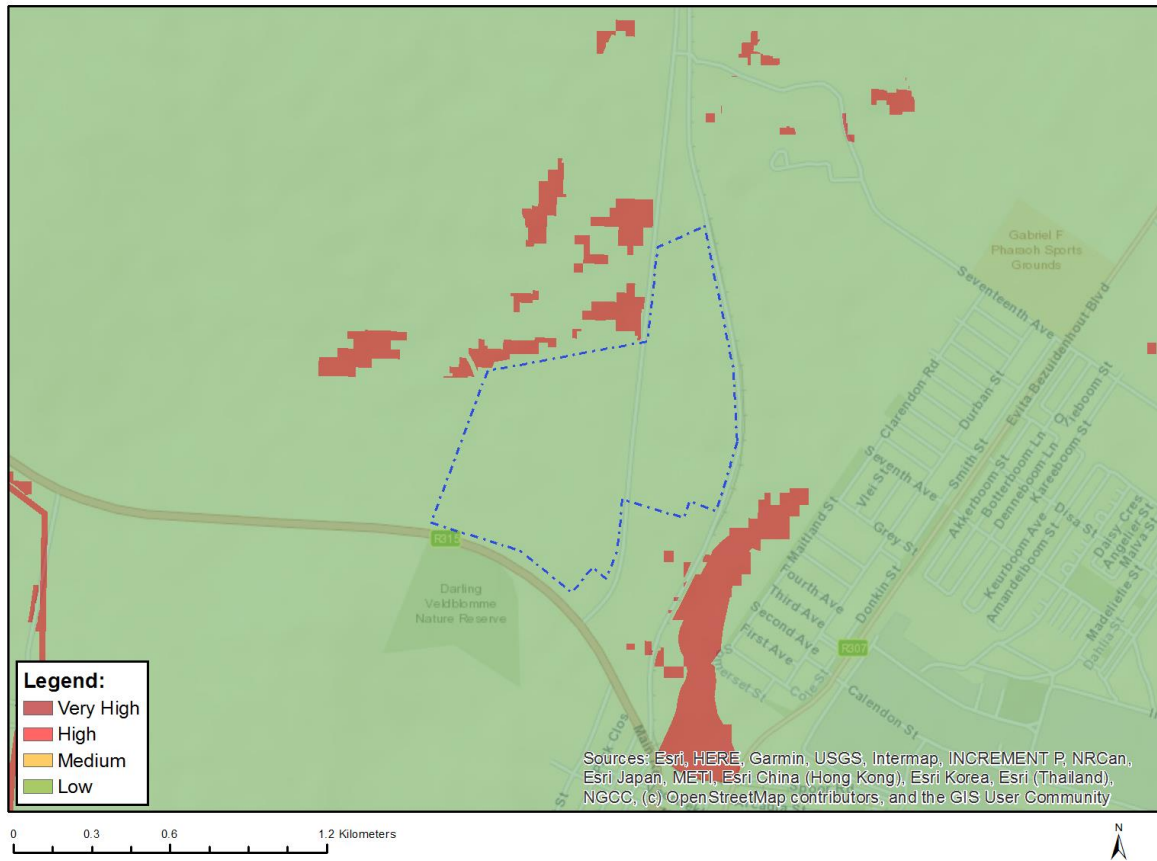 Gabriel F
Pharaoh Sports
Grounds
Seventeenth Ave
Evita Bezuidenhout Blvd
Clarendon Rd
Durban St
Smith St
Seventh Ave
Vlei St
Grey St
Akkerboom St
Botterboom Ln
Denneboom Ln
Kareeboom St
Disa St
Daisy Cres
Angelier St
Malva St
Keurboom Ave
Amandelboom St
Madeliefie St
Dahlia St
Maitland St
Fourth Ave
Third Ave
Second Ave
First Ave
Donkin St
Cole St
R307
Calendon St
R315
Darling
Veldblomme
Nature Reserve
Legend:
Very High
High
Medium
Low
Sources: Esri, HERE, Garmin, USGS, Intermap, INCREMENT P, NRCan,
Esri Japan, METI, Esri China (Hong Kong), Esri Korea, Esri (Thailand),
NGCC, (c) OpenStreetMap contributors, and the GIS User Community
0 0.3 0.6 1.2 Kilometers
N